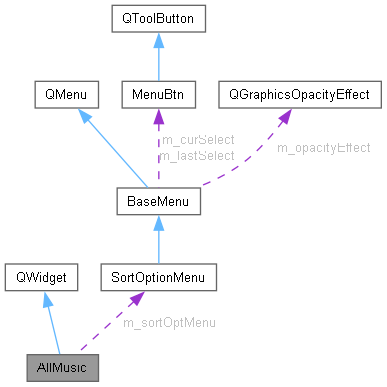 QToolButton
QMenu
MenuBtn
QGraphicsOpacityEffect
m_curSelect
m_lastSelect
m_opacityEffect
BaseMenu
QWidget
SortOptionMenu
m_sortOptMenu
AllMusic